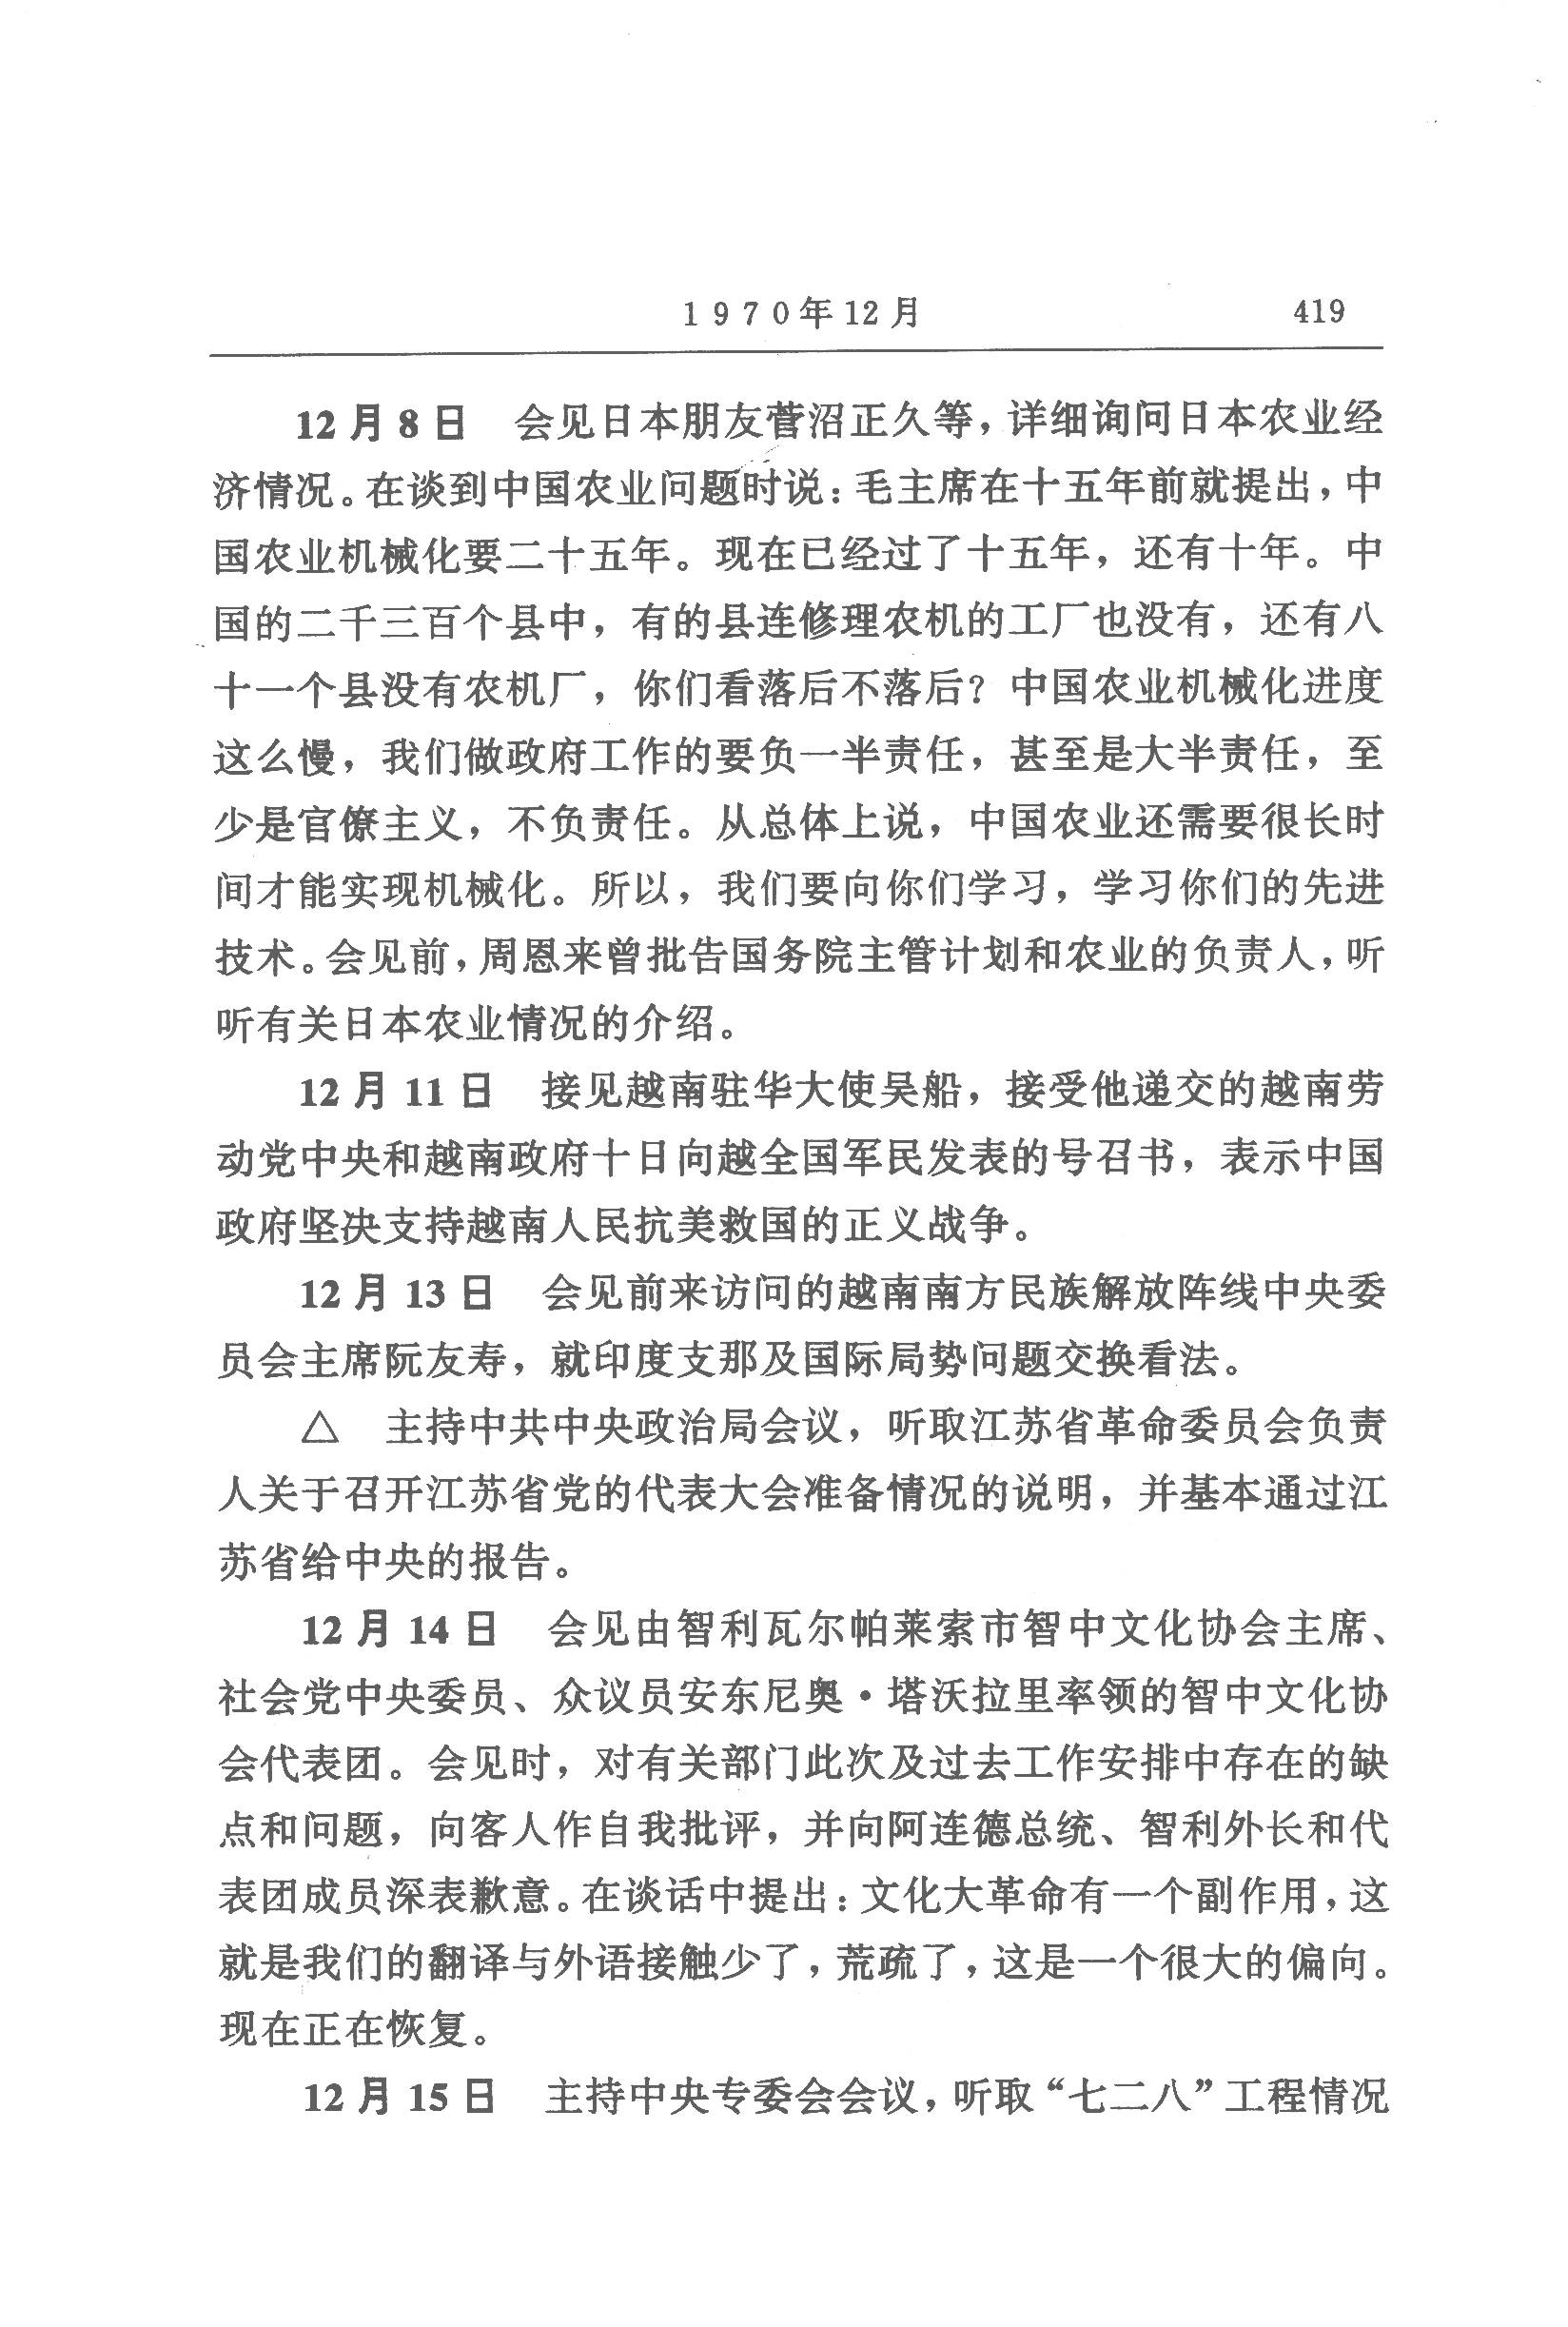 1970年12月 419
12月8日 会见日本朋友菅沼正久等，详细询问日本农业经
济情况。在谈到中国农业问题时说：毛主席在十五年前就提出，中
国农业机械化要二十五年。现在已经过了十五年，还有十年。中
国的二千三百个县中，有的县连修理农机的工厂也没有，还有八
十一个县没有农机厂，你们看落后不落后？中国农业机械化进度
这么慢，我们做政府工作的要负一半责任，甚至是大半责任，至
少是官僚主义，不负责任。从总体上说，中国农业还需要很长时
间才能实现机械化。所以，我们要向你们学习，学习你们的先进
技术。会见前，周恩来曾批告国务院主管计划和农业的负责人，听
听有关日本农业情况的介绍。
12月11日 接见越南驻华大使吴船，接受他递交的越南劳
动党中央和越南政府十日向越全国军民发表的号召书，表示中国
政府坚决支持越南人民抗美救国的正义战争。
12月13日 会见前来访问的越南南方民族解放阵线中央委
员会主席阮友寿，就印度支那及国际局势问题交换看法。
△ 主持中共中央政治局会议，听取江苏省革命委员会负责
人关于召开江苏省党的代表大会准备情况的说明，并基本通过江
苏省给中央的报告。
12月14日 会见由智利瓦尔帕莱索市智中文化协会主席、
社会党中央委员、众议员安东尼奥·塔沃拉里率领的智中文化协
会代表团。会见时，对有关部门此次及过去工作安排中存在的缺
点和问题，向客人作自我批评，并向阿连德总统、智利外长和代
表团成员深表歉意。在谈话中提出：文化大革命有一个副作用，这
就是我们的翻译与外语接触少了，荒疏了，这是一个很大的偏向。
现在正在恢复。
12月15日 主持中央专委会会议，听取“七二八”工程情况